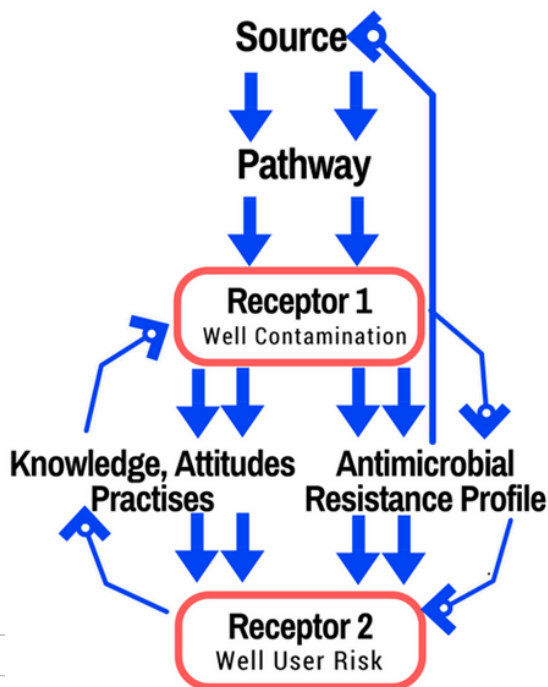 Source
Pathway
Receptor 1
Well Contamination
Knowledge, Attitudes
Practises
Antimicrobial
Resistance Profile
Receptor 2
Well User Risk